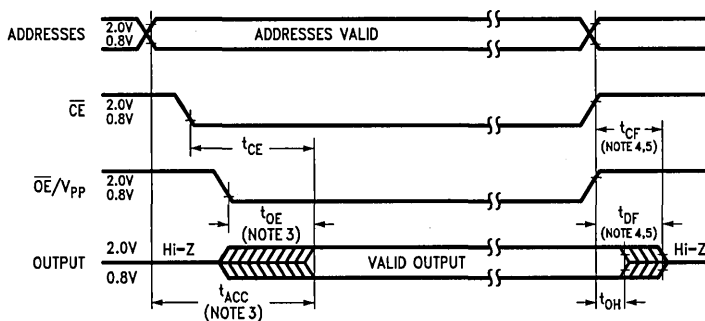 ADDRESSES 2.0V ADDRESSES VALID
0.8V
CE 2.0V
0.8V
tCE tCF
(NOTE 4,5)
OE/VPP 2.0V
0.8V
tOE tDF
(NOTE 3) (NOTE 4,5)
OUTPUT 2.0V Hi-Z VALID OUTPUT Hi-Z
0.8V
tACC tOH
(NOTE 3)